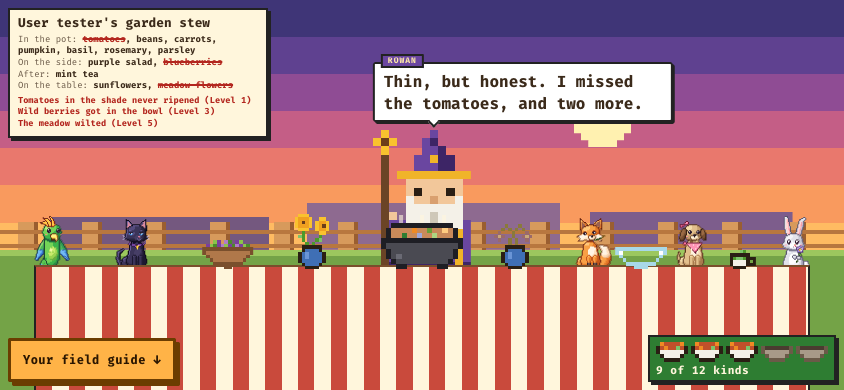 User tester's garden stew
In the pot: tomatoes, beans, carrots,
pumpkin, basil, rosemary, parsley
On the side: purple salad, blueberries
After: mint tea
On the table: sunflowers, meadow flowers
Tomatoes in the shade never ripened (Level 1)
Wild berries got in the bowl (Level 3)
The meadow wilted (Level 5)
ROWAN
Thin, but honest. I missed
the tomatoes, and two more.
Your field guide ↓
9 of 12 kinds